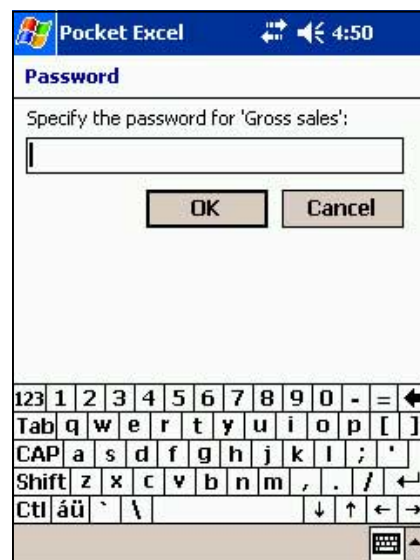 Pocket Excel 4:50
Password
Specify the password for 'Gross sales':
OK Cancel
123 1 2 3 4 5 6 7 8 9 0 - = ←
Tab q w e r t y u i o p [ ]
CAP a s d f g h j k l ; '
Shift z x c v b n m , . / ↵
Ctl áü ` \ ↓ ↑ ← →